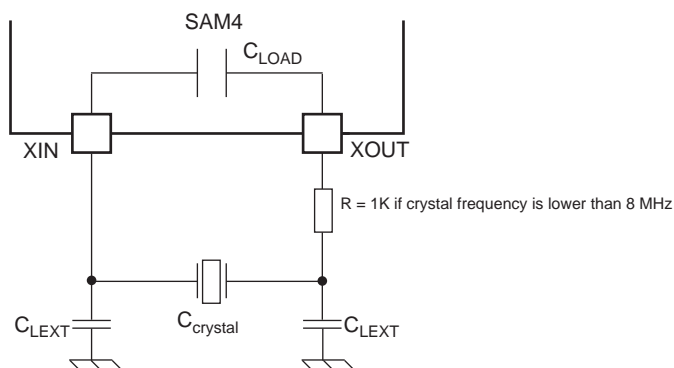 SAM4
CLOAD
XIN
XOUT
R = 1K if crystal frequency is lower than 8 MHz
CLEXT
Ccrystal
CLEXT